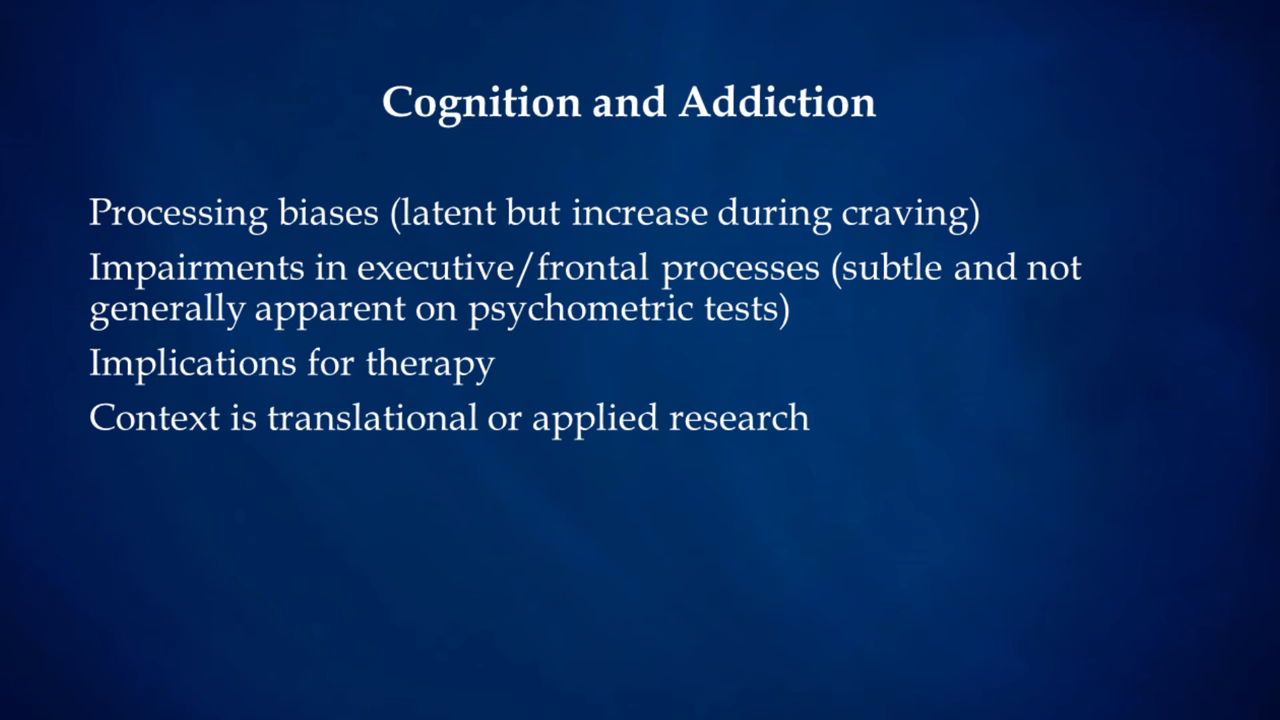 Cognition and Addiction
Processing biases (latent but increase during craving)
Impairments in executive/frontal processes (subtle and not
generally apparent on psychometric tests)
Implications for therapy
Context is translational or applied research